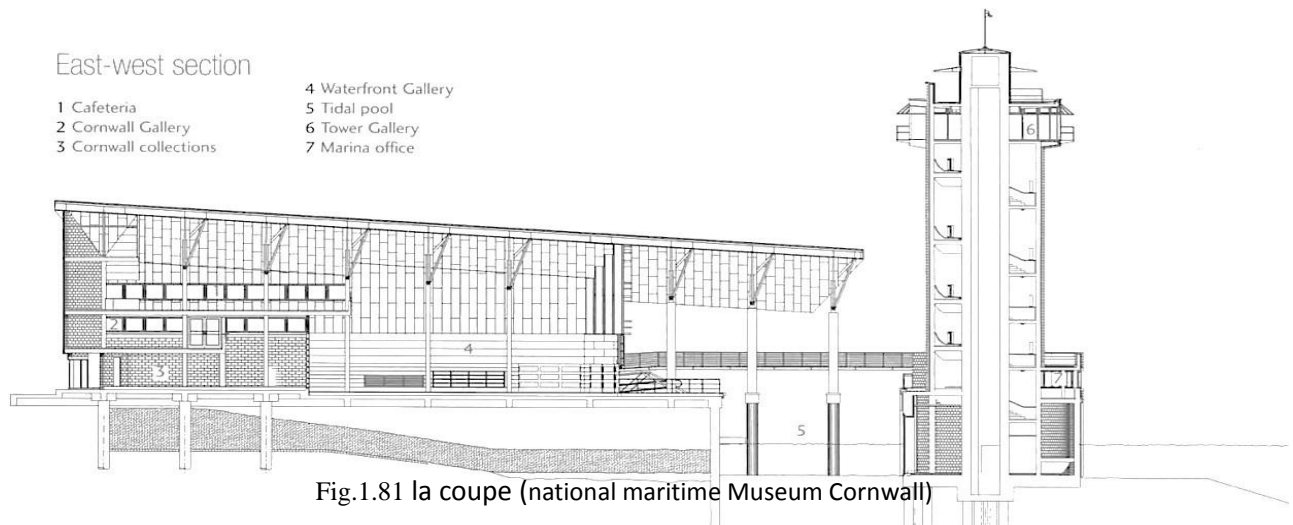 East-west section
1 Cafeteria
2 Cornwall Gallery
3 Cornwall collections
4 Waterfront Gallery
5 Tidal pool
6 Tower Gallery
7 Marina office
6
1
1
1
1
1
2
3
4
5
7
Fig.1.81 la coupe (national maritime Museum Cornwall)